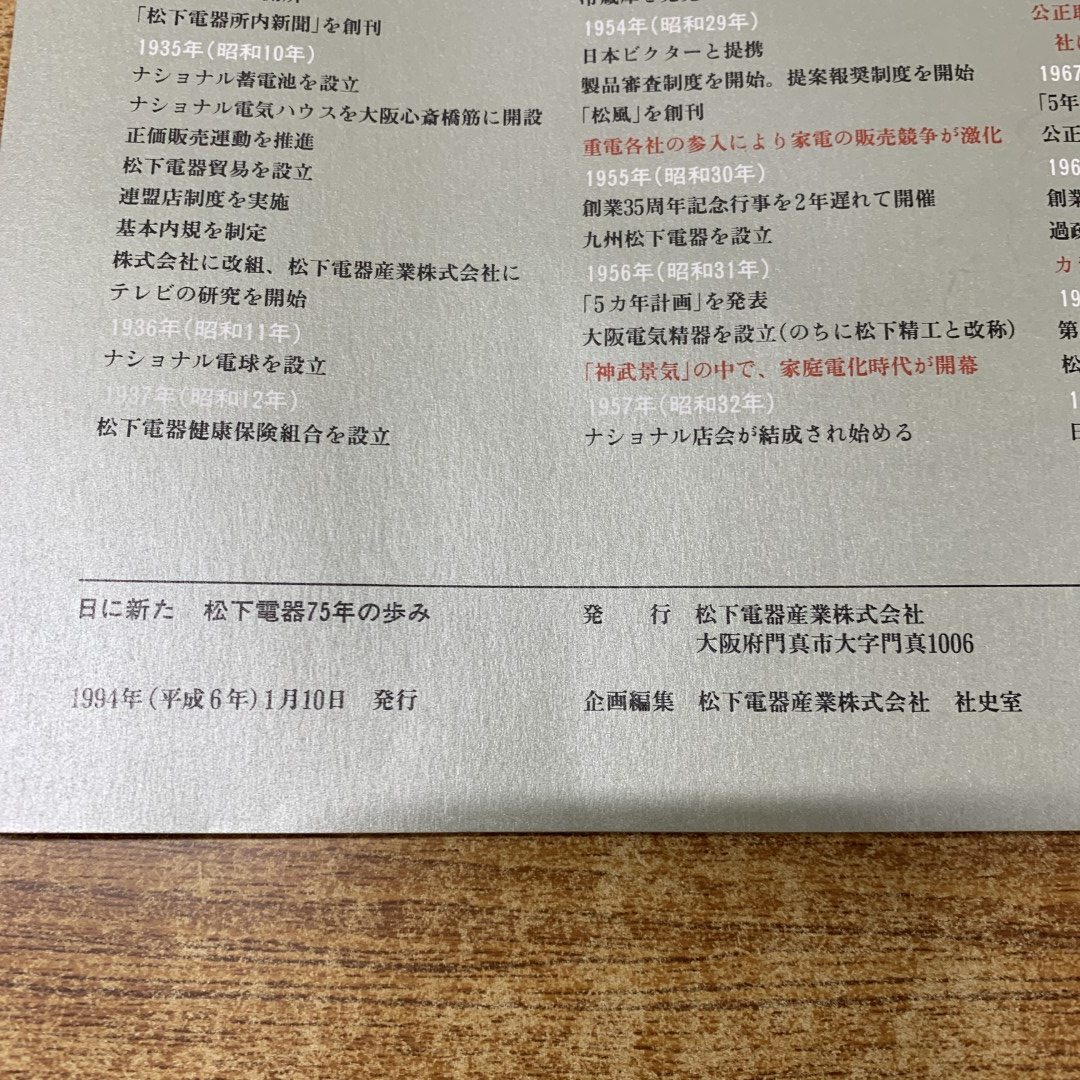 「松下電器所内新聞」を創刊
1935年(昭和10年)
ナショナル蓄電池を設立
ナショナル電気ハウスを大阪心斎橋筋に開設
正価販売運動を推進
松下電器貿易を設立
連盟店制度を実施
基本内規を制定
株式会社に改組、松下電器産業株式会社に
テレビの研究を開始
1936年(昭和11年)
ナショナル電球を設立
1937年(昭和12年)
松下電器健康保険組合を設立
1954年(昭和29年)
日本ビクターと提携
製品審査制度を開始。提案報奨制度を開始
「松風」を創刊
重電各社の参入により家電の販売競争が激化
1955年(昭和30年)
創業35周年記念行事を2年遅れて開催
九州松下電器を設立
1956年(昭和31年)
「5カ年計画」を発表
大阪電気精器を設立(のちに松下精工と改称)
「神武景気」の中で、家庭電化時代が開幕
1957年(昭和32年)
ナショナル店会が結成され始める
公正取
社に
1967
「5年
公正
196
創業
過政
カラ
19
第
松
1
日に新た 松下電器75年の歩み
1994年(平成6年)1月10日 発行
発 行 松下電器産業株式会社
大阪府門真市大字門真1006
企画編集 松下電器産業株式会社 社史室